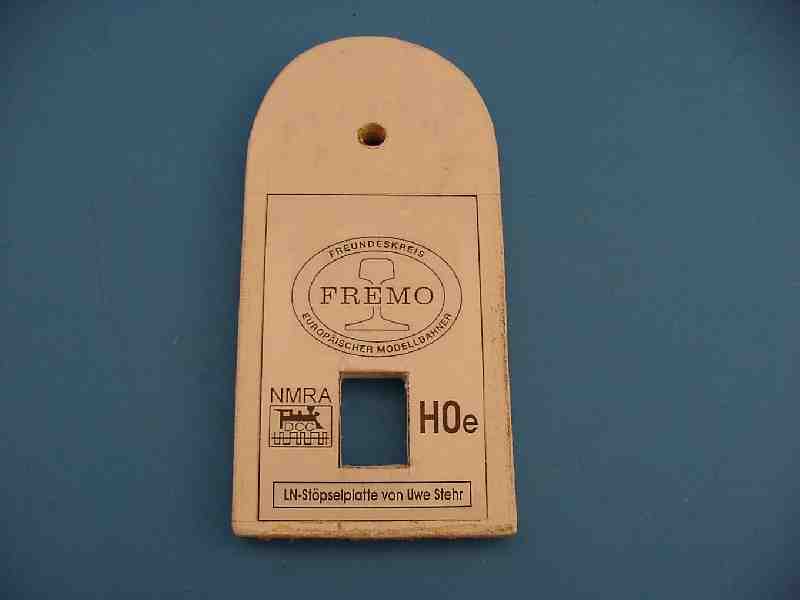 FREUNDESKREIS
FREMO
EUROPÄISCHER MODELLBAHNER
NMRA
DCC
H0e
LN-Stöpselplatte von Uwe Stehr